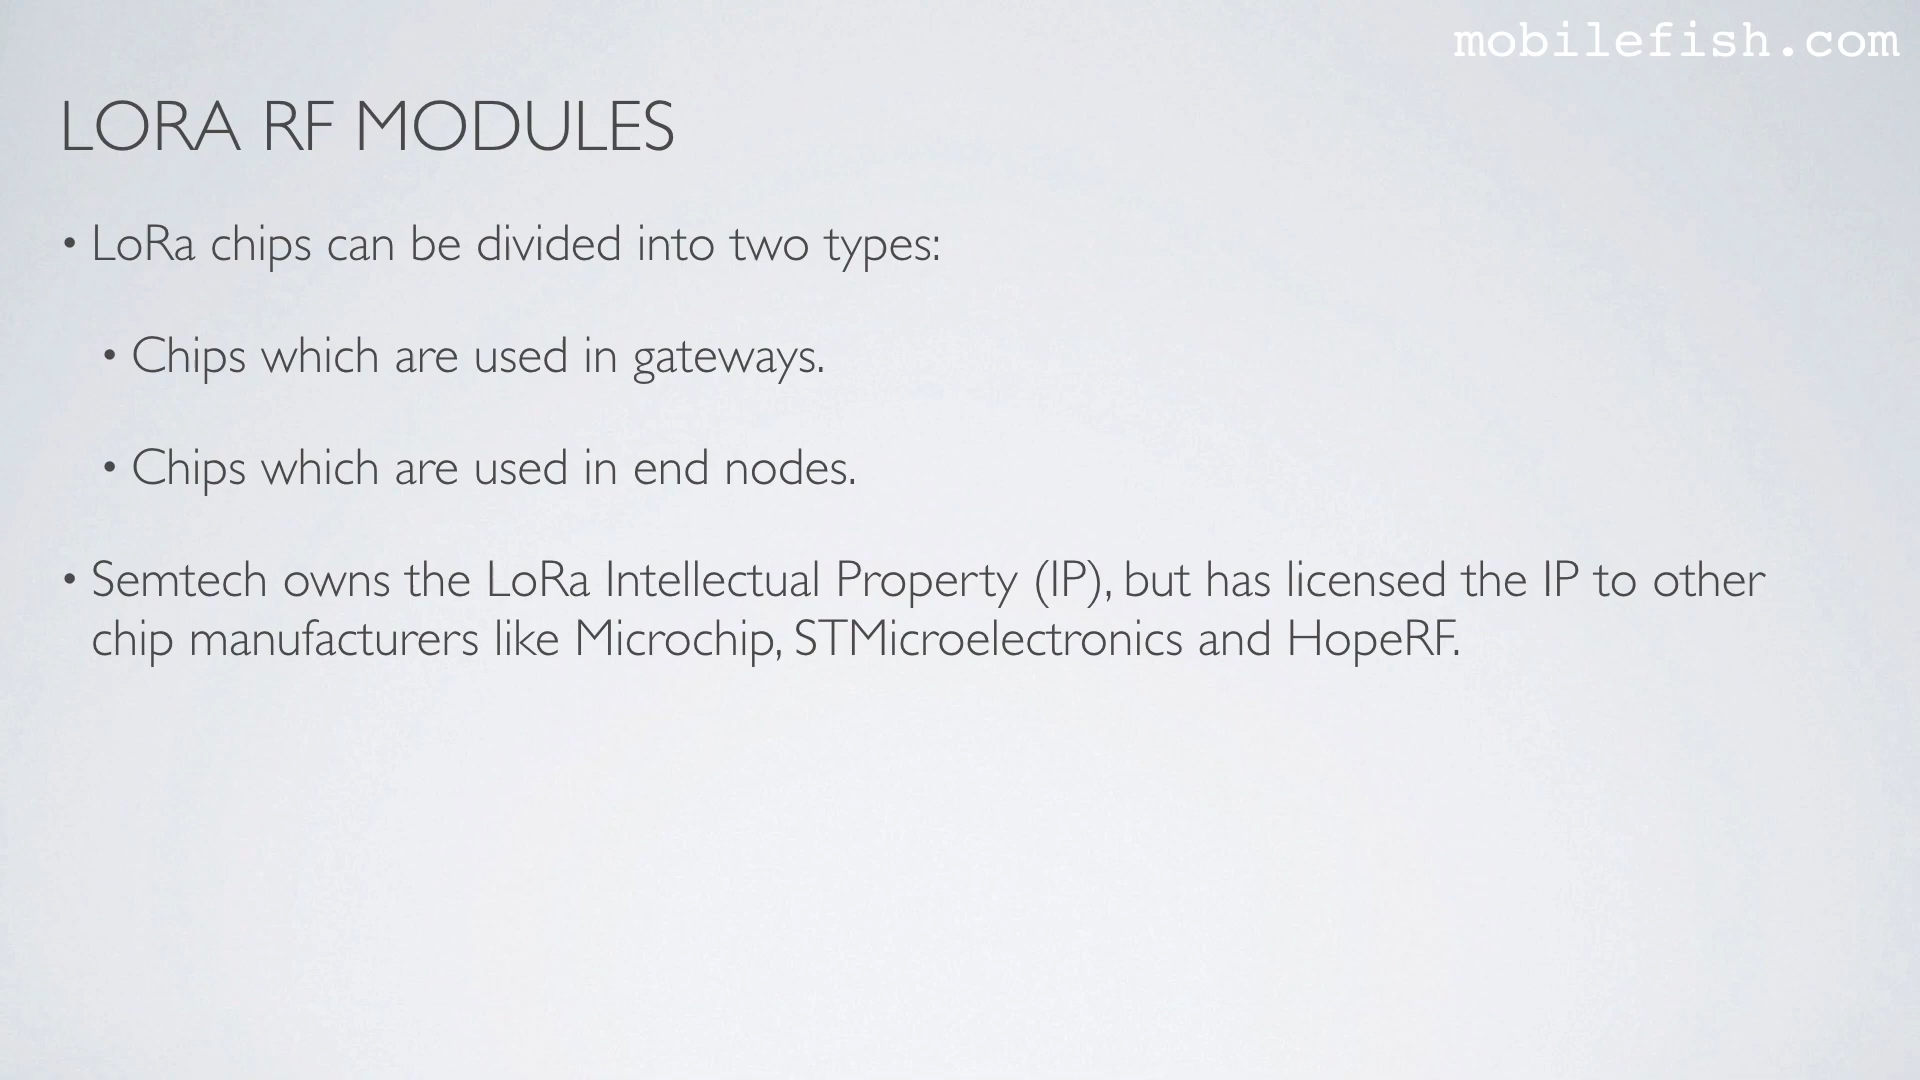 mobilefish.com
LORA RF MODULES
• LoRa chips can be divided into two types:
• Chips which are used in gateways.
• Chips which are used in end nodes.
• Semtech owns the LoRa Intellectual Property (IP), but has licensed the IP to other
chip manufacturers like Microchip, STMicroelectronics and HopeRF.